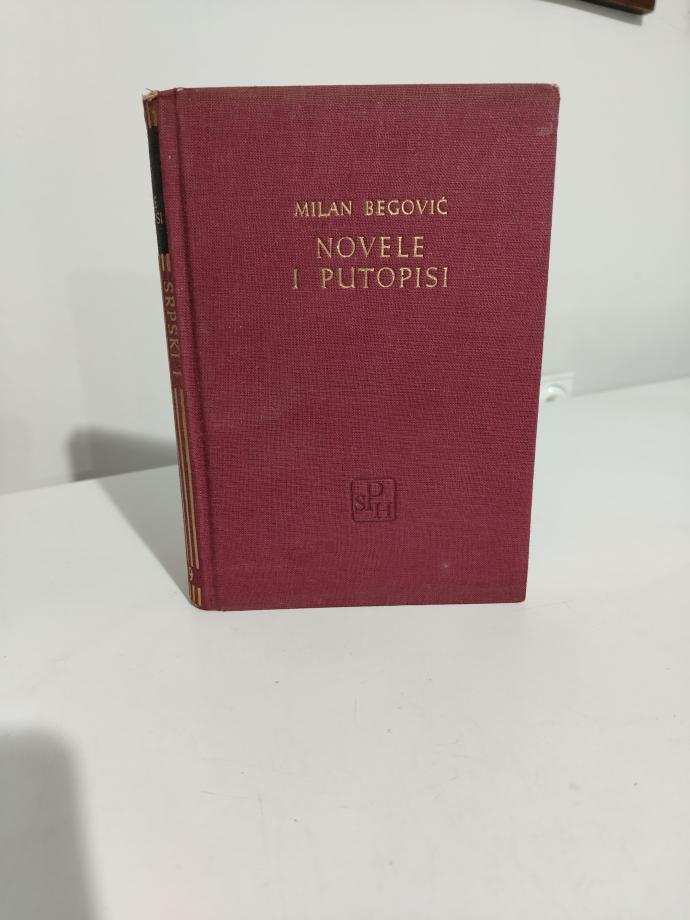 MILAN BEGOVIĆ
NOVELE
I PUTOPISI
SPH
SRPSKI I